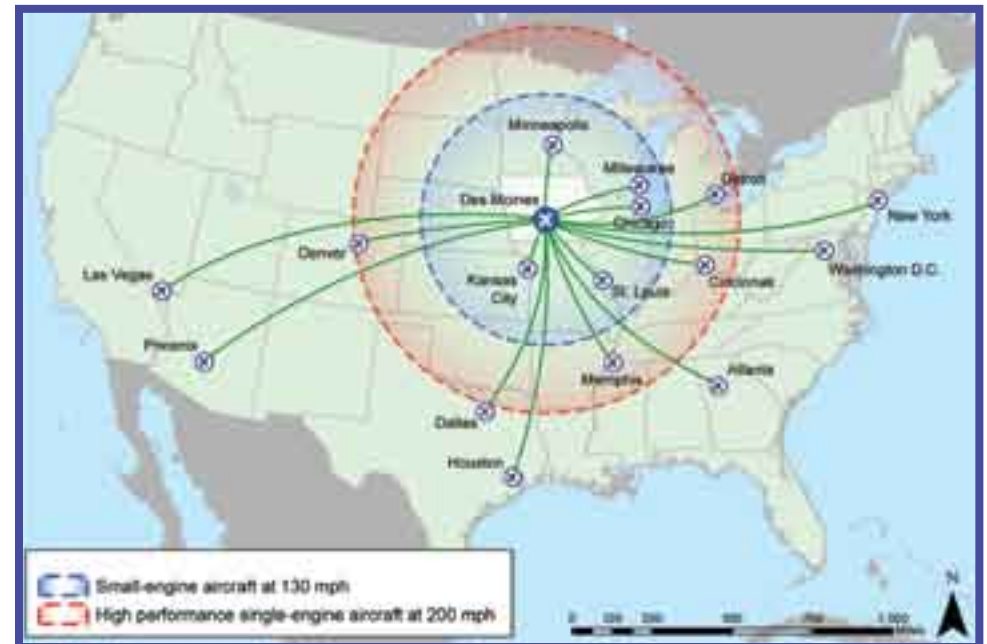 Minneapolis
Milwaukee
Detroit
Des Moines
Chicago
New York
Denver
Washington D.C.
Las Vegas
Kansas
City
St. Louis
Cincinnati
Phoenix
Memphis
Atlanta
Dallas
Houston
Small-engine aircraft at 130 mph
High performance single-engine aircraft at 200 mph
N
0